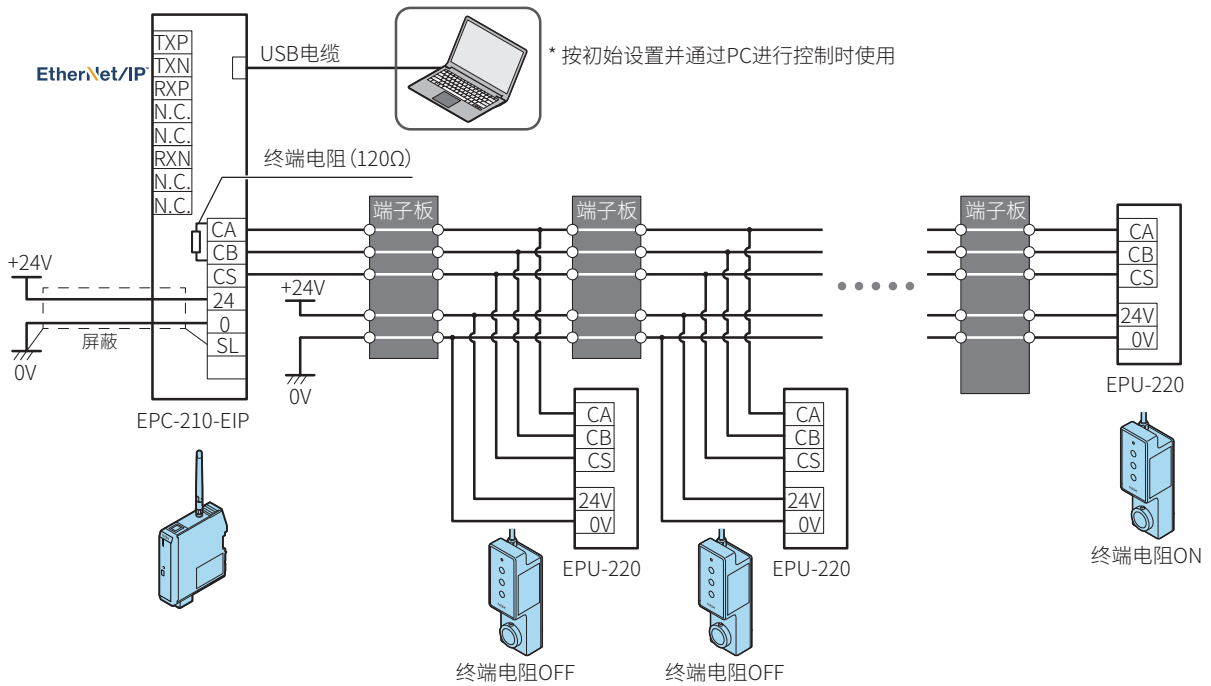 TXP
TXN
RXP
N.C.
N.C.
RXN
N.C.
N.C.
EtherNet/IP
USB电缆
* 按初始设置并通过PC进行控制时使用
终端电阻（120Ω）
CA
CB
CS
24
0
SL
+24V
屏蔽
0V
EPC-210-EIP
+24V
0V
端子板
端子板
端子板
CA
CB
CS
24V
0V
EPU-220
终端电阻OFF
CA
CB
CS
24V
0V
EPU-220
终端电阻OFF
CA
CB
CS
24V
0V
EPU-220
终端电阻ON